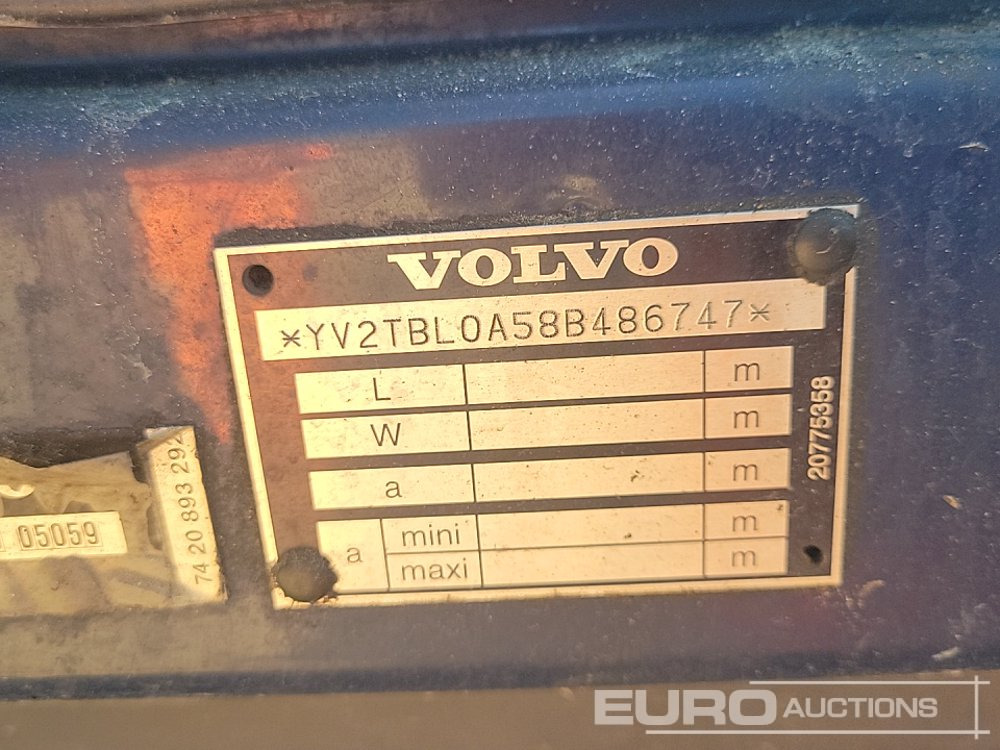 VOLVO
*YV2TBL0A58B486747*
L m
W m
a m
a mini m
maxi m
20775358
05059
74 20 893 292
EURO AUCTIONS